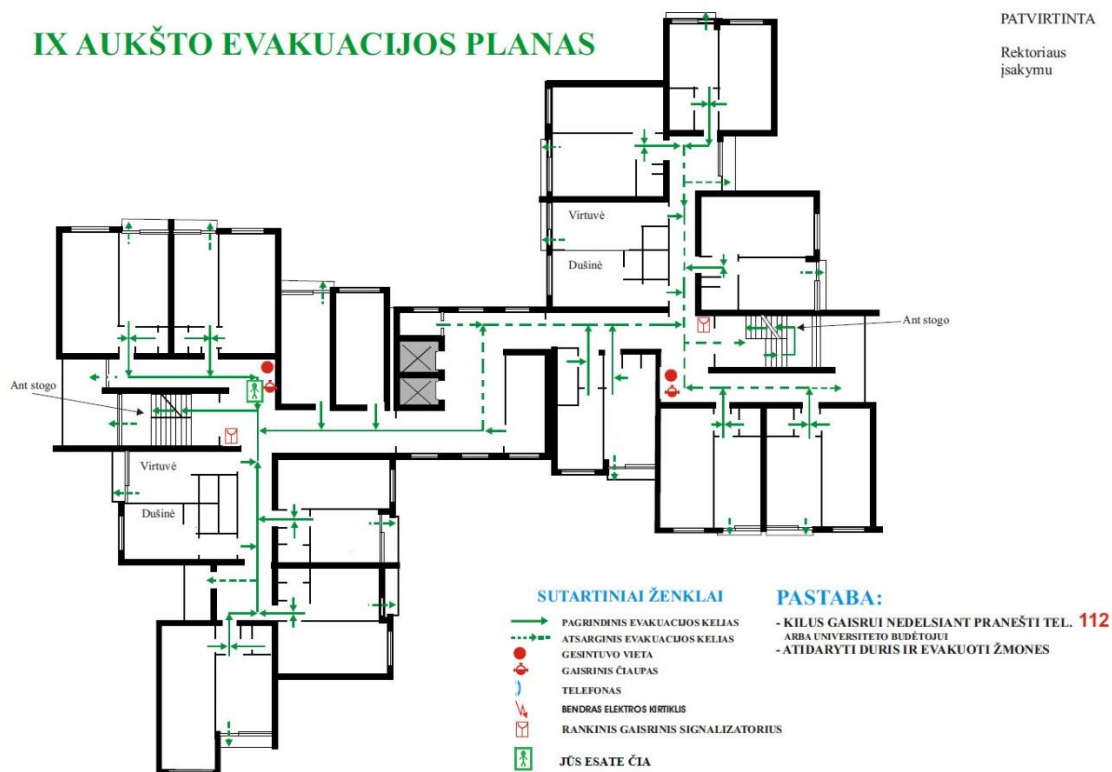 IX AUKŠTO EVAKUACIJOS PLANAS
PATVIRTINTA
Rektoriaus
įsakymu
Virtuvė
Dušinė
Ant stogo
Ant stogo
Virtuvė
Dušinė
SUTARTINIAI ŽENKLAI
PAGRINDINIS EVAKUACIJOS KELIAS
ATSARGINIS EVAKUACIJOS KELIAS
GESINTUVO VIETA
GAISRINIS ČIAUPAS
TELEFONAS
BENDRAS ELEKTROS KIRTIKLIS
RANKINIS GAISRINIS SIGNALIZATORIUS
JŪS ESATE ČIA
PASTABA:
- KILUS GAISRUI NEDELSIANT PRANEŠTI TEL. 112
ARBA UNIVERSITETO BUDĖTOJUI
- ATIDARYTI DURIS IR EVAKUOTI ŽMONES